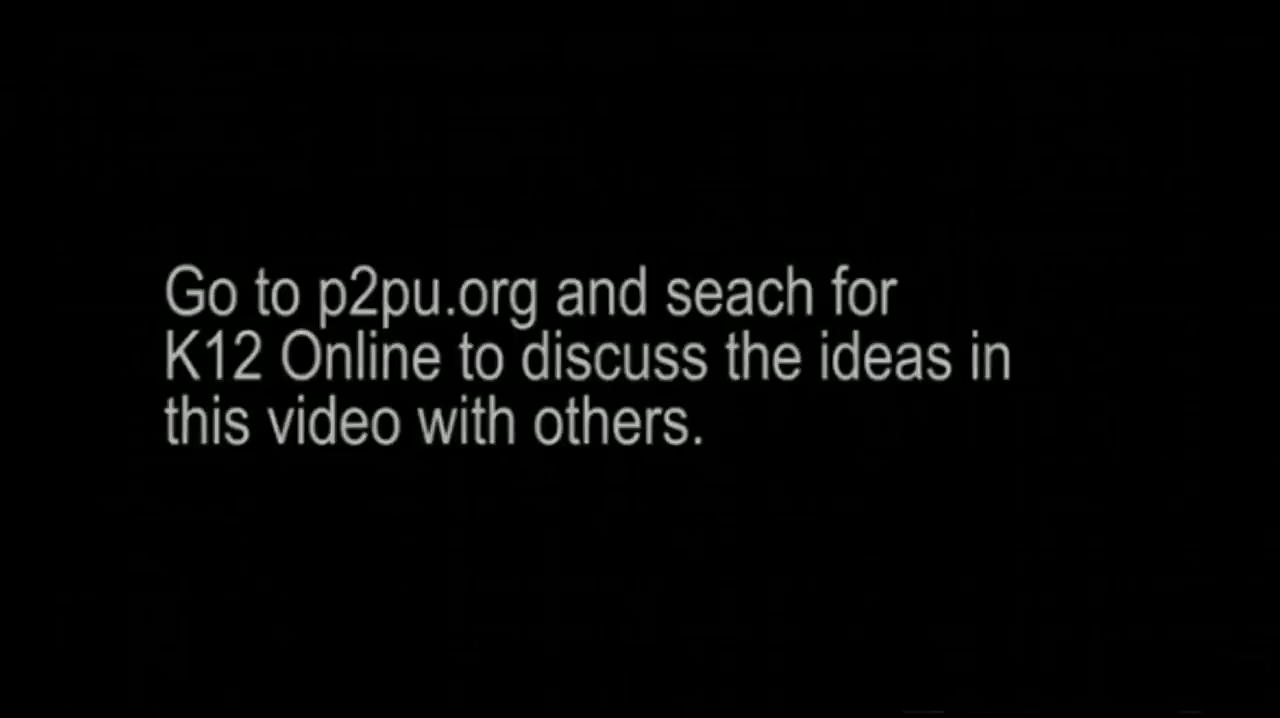 Go to p2pu.org and seach for
K12 Online to discuss the ideas in
this video with others.